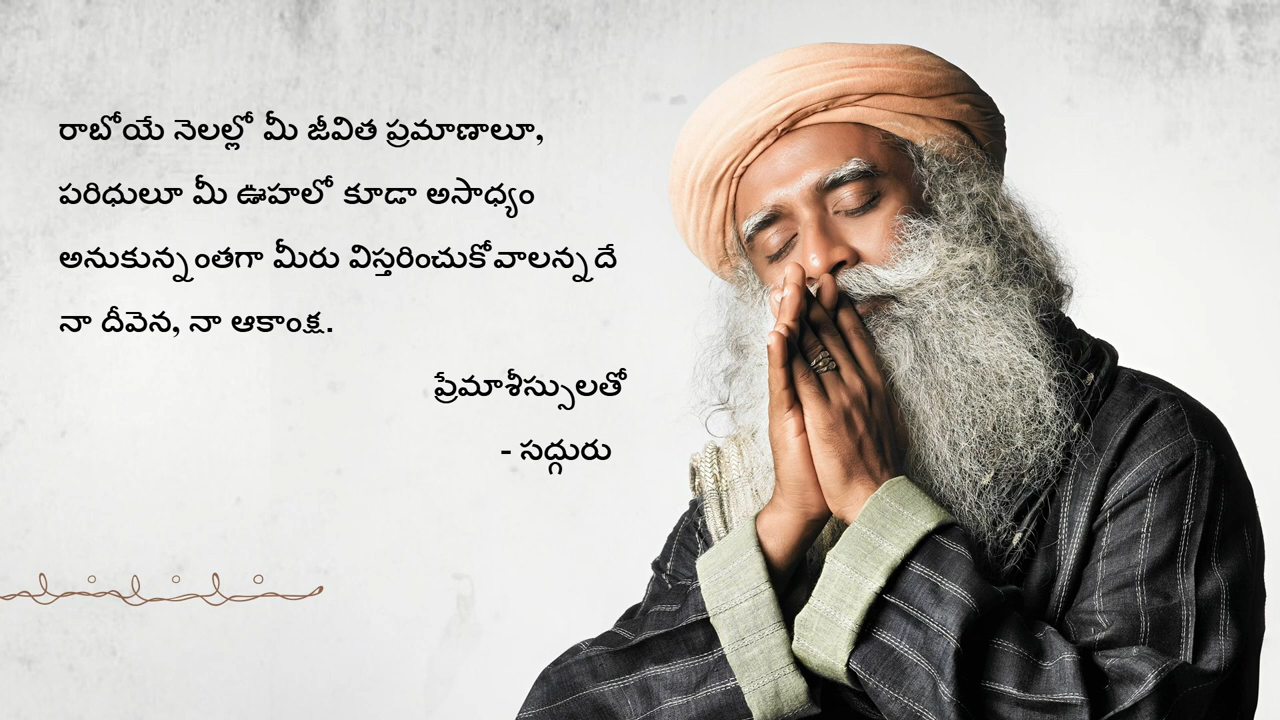 రాబోయే నెలల్లో మీ జీవిత ప్రమాణాలూ,
పరిధులూ మీ ఊహలో కూడా అసాధ్యం
అనుకున్నంతగా మీరు విస్తరించుకోవాలన్నదే
నా దీవెన, నా ఆకాంక్ష.
ప్రేమాశీస్సులతో
- సద్గురు